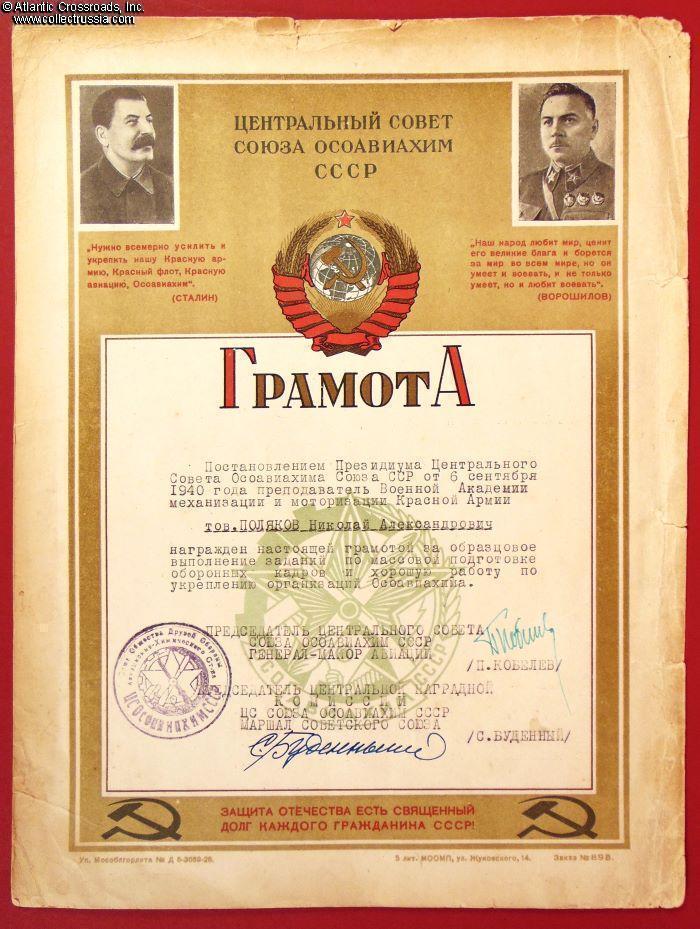 © Atlantic Crossroads, Inc.
www.collectrussia.com
ЦЕНТРАЛЬНЫЙ СОВЕТ
СОЮЗА ОСОАВИАХИМ
СССР
„Нужно всемерно усилить и
укрепить нашу Красную ар-
мию, Красный флот, Красную
авиацию, Осоавиахим“.
(СТАЛИН)
„Наш народ любит мир, ценит
его великие блага и борется
за мир во всем мире, но он
умеет и воевать, и не только
умеет, но и любит воевать“.
(ВОРОШИЛОВ)
ГРАМОТА
Постановлением Президиума Центрального
Совета Осоавиахима Союза ССР от 6 сентября
1940 года преподаватель Военной Академии
механизации и моторизации Красной Армии
тов.ПОЛЯКОВ Николай Александрович
награжден настоящей грамотой за образцовое
выполнение заданий по массовой подготовке
оборонных кадров и хорошую работу по
укреплению организаций Осоавиахима.
ПРЕДСЕДАТЕЛЬ ЦЕНТРАЛЬНОГО СОВЕТА
СОЮЗА ОСОАВИАХИМ СССР
ГЕНЕРАЛ-МАЙОР АВИАЦИИ
/П.КОБЕЛЕВ/
ПРЕДСЕДАТЕЛЬ ЦЕНТРАЛЬНОЙ НАГРАДНОЙ
КОМИССИИ
ЦС СОЮЗА ОСОАВИАХИМ СССР
МАРШАЛ СОВЕТСКОГО СОЮЗА
/С.БУДЕННЫЙ/
С.Буденный
ЦС ОСОАВИАХИМ СССР
ЗАЩИТА ОТЕЧЕСТВА ЕСТЬ СВЯЩЕННЫЙ
ДОЛГ КАЖДОГО ГРАЖДАНИНА СССР!
Уп. Мособлгорлита № Д 5-3059-26.
5 лит. МООМП, ул. Жуковского, 14.
Заказ № 898.